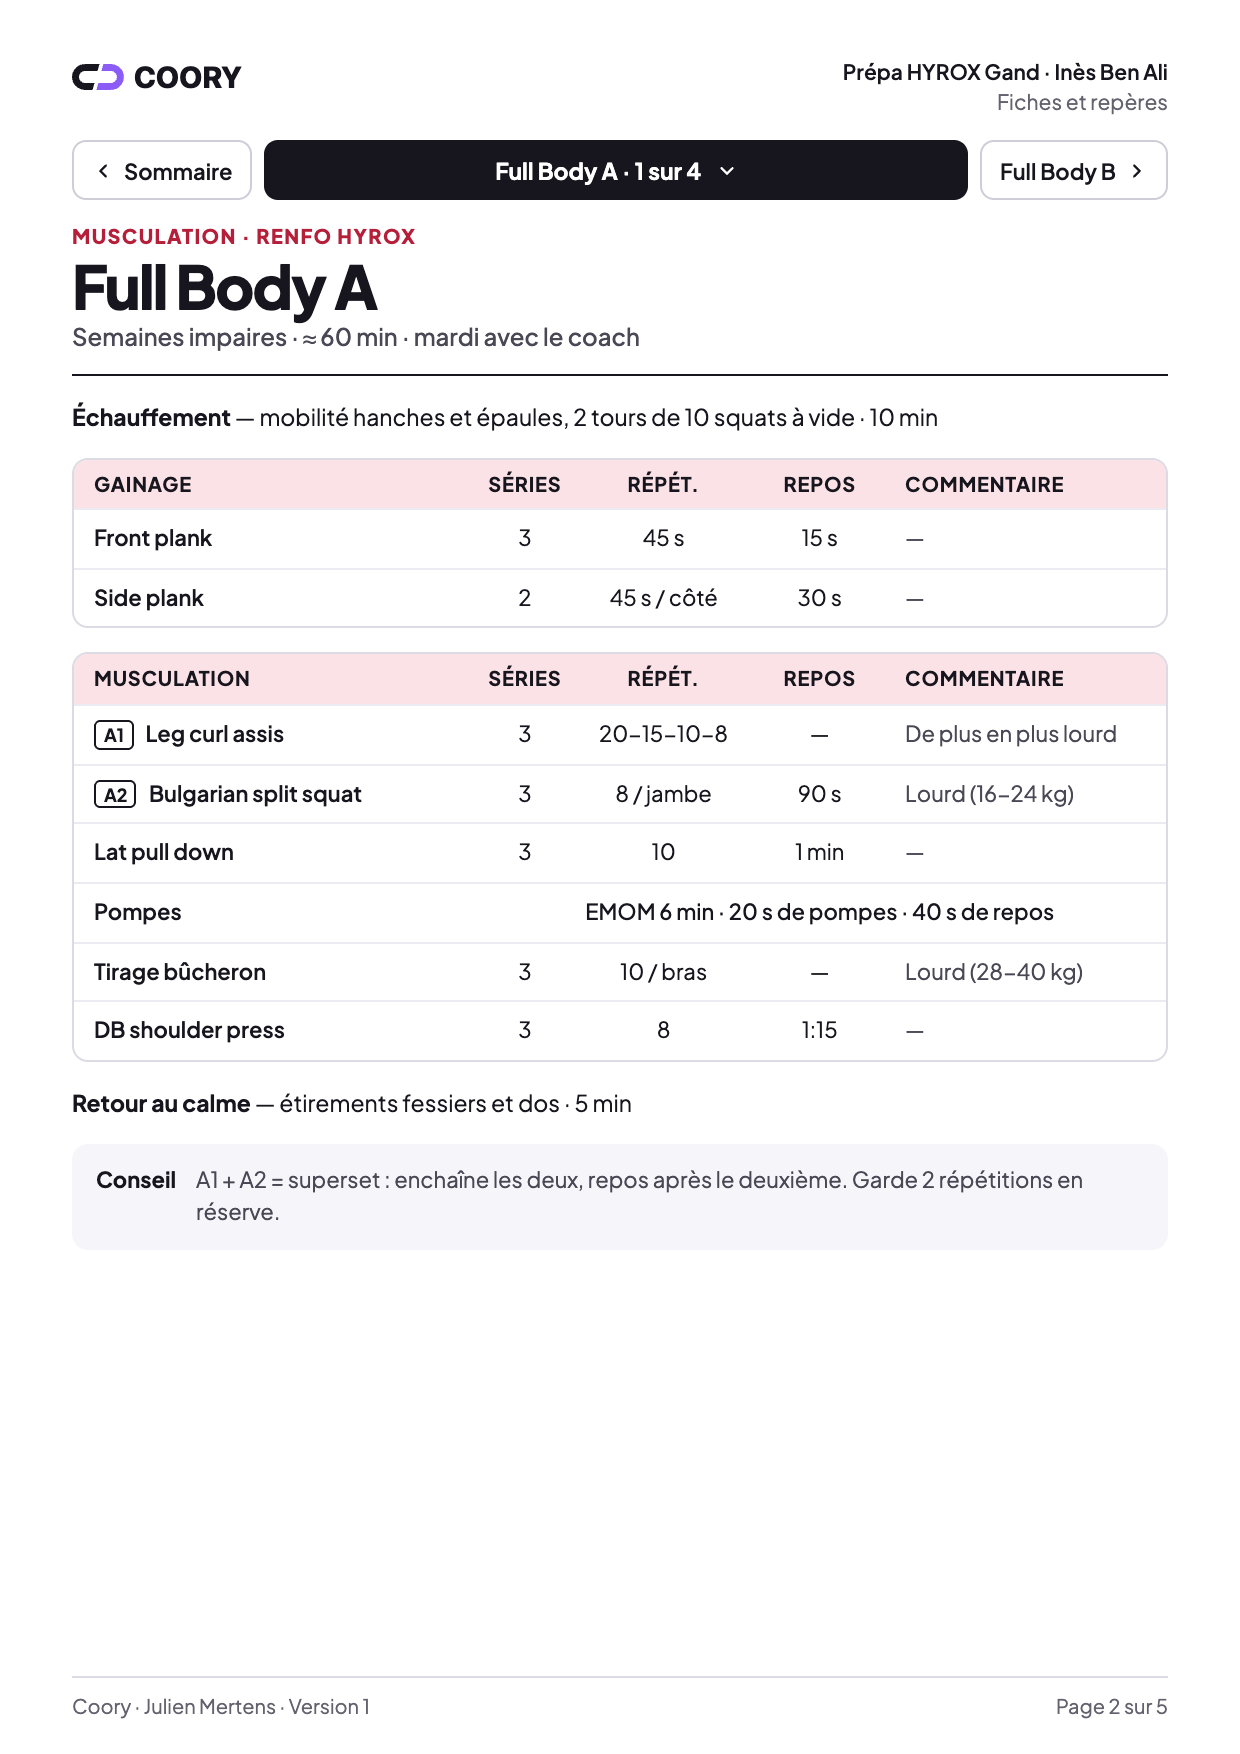 COORY
Prépa HYROX Gand · Inès Ben Ali
Fiches et repères
Sommaire
Full Body A · 1 sur 4
Full Body B
MUSCULATION · RENFO HYROX
Full Body A
Semaines impaires · ≈ 60 min · mardi avec le coach
Échauffement — mobilité hanches et épaules, 2 tours de 10 squats à vide · 10 min
GAINAGE SÉRIES RÉPÉT. REPOS COMMENTAIRE
Front plank 3 45 s 15 s —
Side plank 2 45 s / côté 30 s —
MUSCULATION SÉRIES RÉPÉT. REPOS COMMENTAIRE
A1 Leg curl assis 3 20–15–10–8 — De plus en plus lourd
A2 Bulgarian split squat 3 8 / jambe 90 s Lourd (16–24 kg)
Lat pull down 3 10 1 min —
Pompes EMOM 6 min · 20 s de pompes · 40 s de repos
Tirage bûcheron 3 10 / bras — Lourd (28–40 kg)
DB shoulder press 3 8 1:15 —
Retour au calme — étirements fessiers et dos · 5 min
Conseil A1 + A2 = superset : enchaîne les deux, repos après le deuxième. Garde 2 répétitions en
réserve.
Coory · Julien Mertens · Version 1
Page 2 sur 5